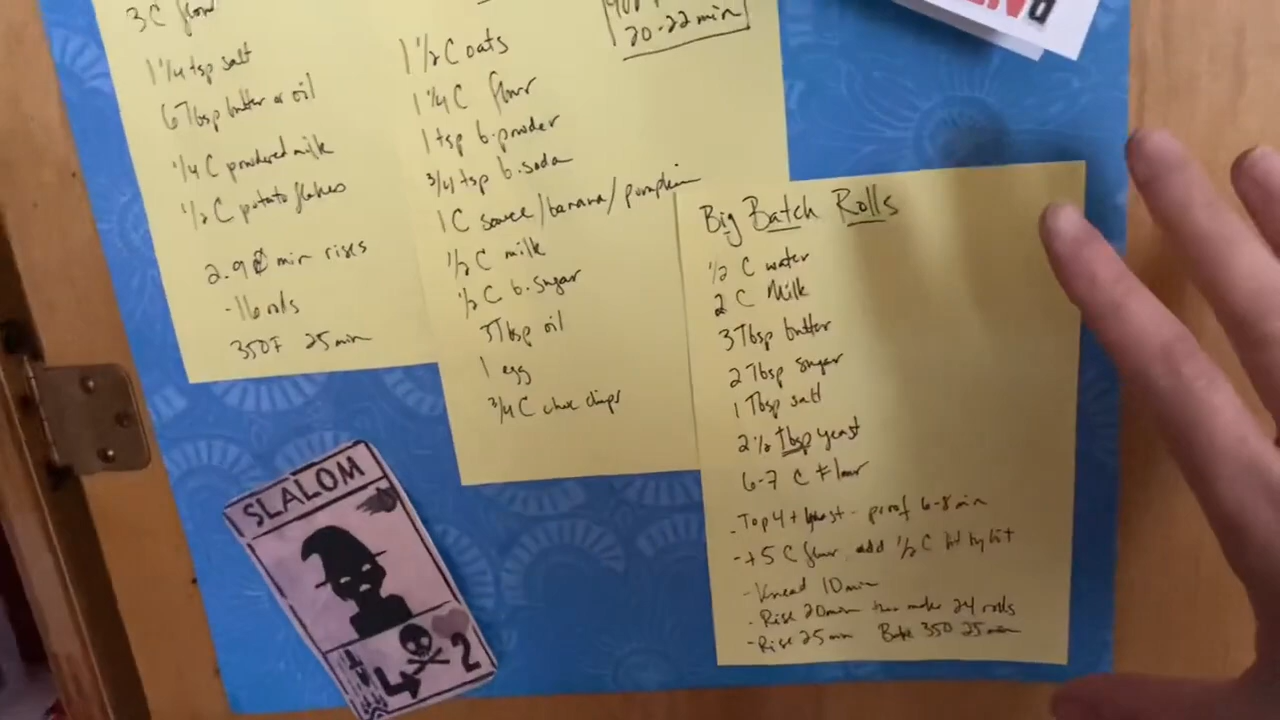 3 C flour
1 1/4 tsp salt
6 Tbsp butter or oil
1/4 C powdered milk
1/2 C potato flakes
2.90 min rises
-16 rolls
350F 25 min
20-22 min
1 1/2 C oats
1 1/4 C flour
1 tsp b.powder
3/4 tsp b.soda
1C sauce/banana/pumpkin
1/2 C milk
1/2 C b.sugar
3Tbsp oil
1 egg
3/4 C choc chips
Big Batch Rolls
1/2 C water
2 C Milk
3 Tbsp butter
2 Tbsp sugar
1 Tbsp salt
2 1/2 Tbsp yeast
6-7 C Flour
-Top 4 + yeast - proof 6-8 min
-+5 C flour, add 1/2 C bit by bit
-Knead 10 min
-Rise 20min then make 24 rolls
-Rise 25 min Bake 350 25 min
SLALOM
4 2